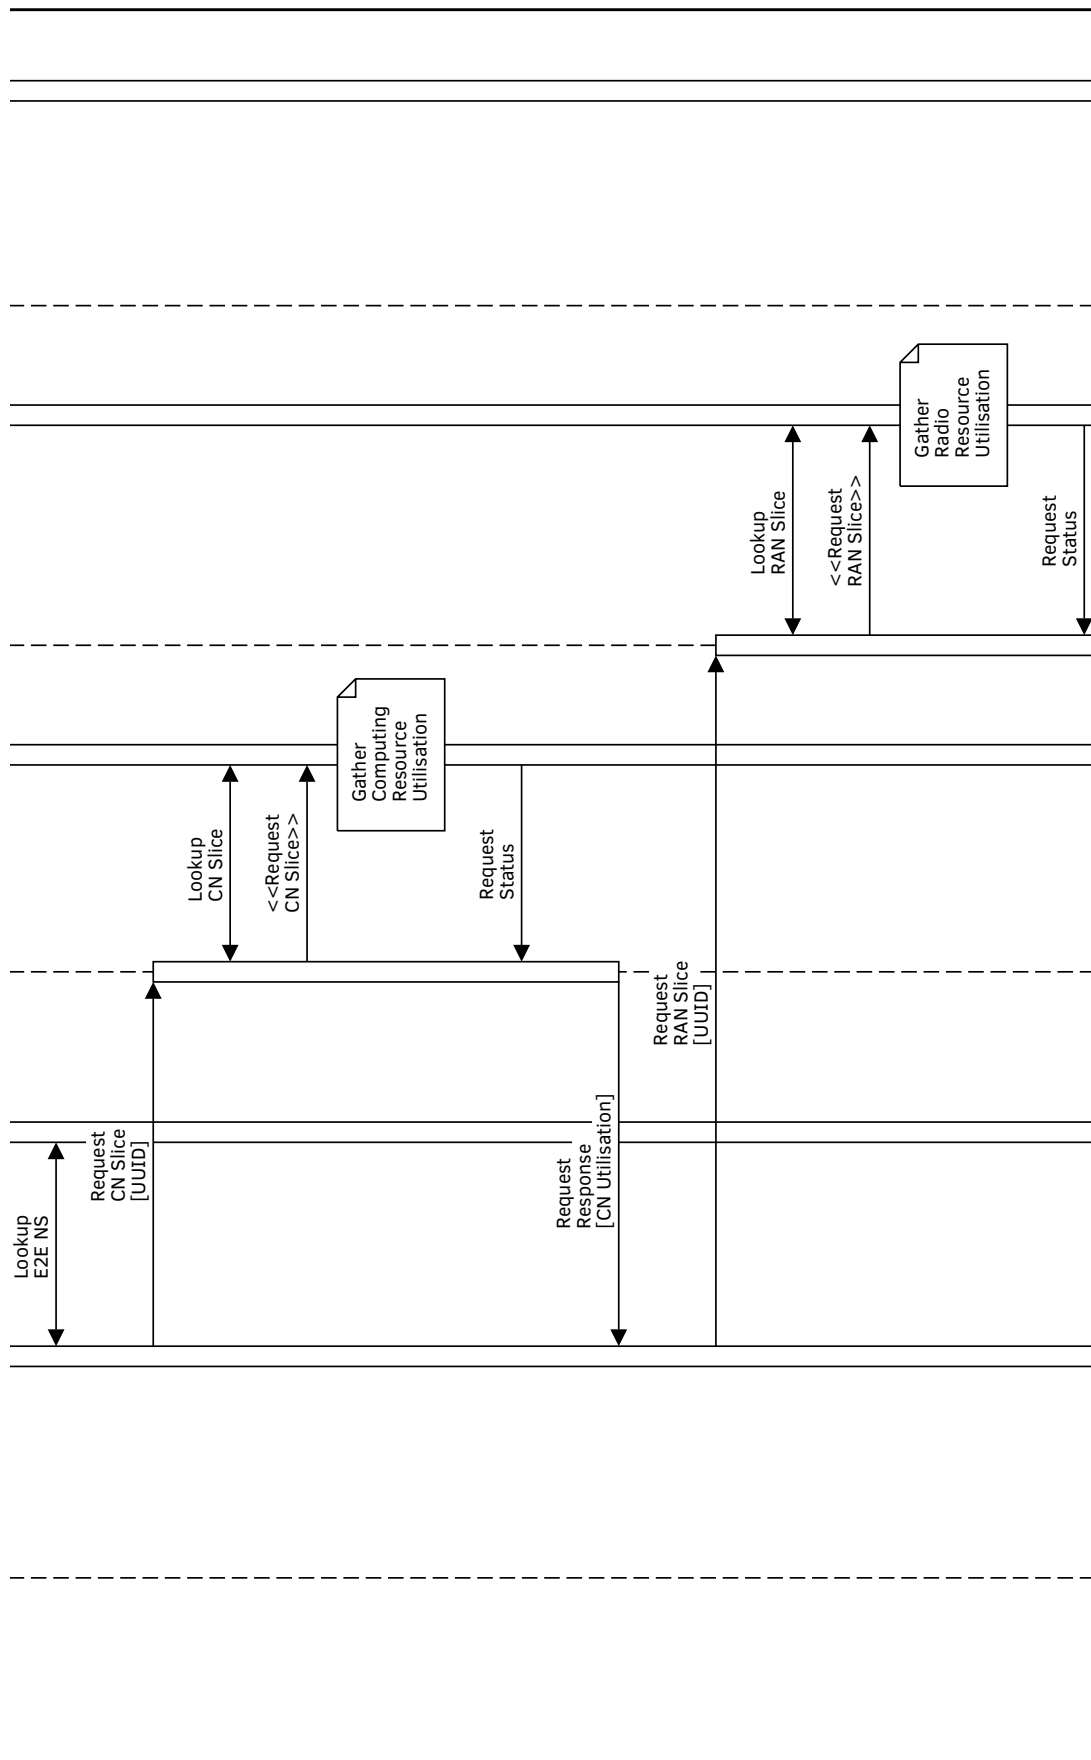 Lookup
E2E NS
Request
CN Slice
[UUID]
Lookup
CN Slice
<<Request
CN Slice>>
Gather
Computing
Resource
Utilisation
Request
Status
Request
Response
[CN Utilisation]
Request
RAN Slice
[UUID]
Lookup
RAN Slice
<<Request
RAN Slice>>
Gather
Radio
Resource
Utilisation
Request
Status